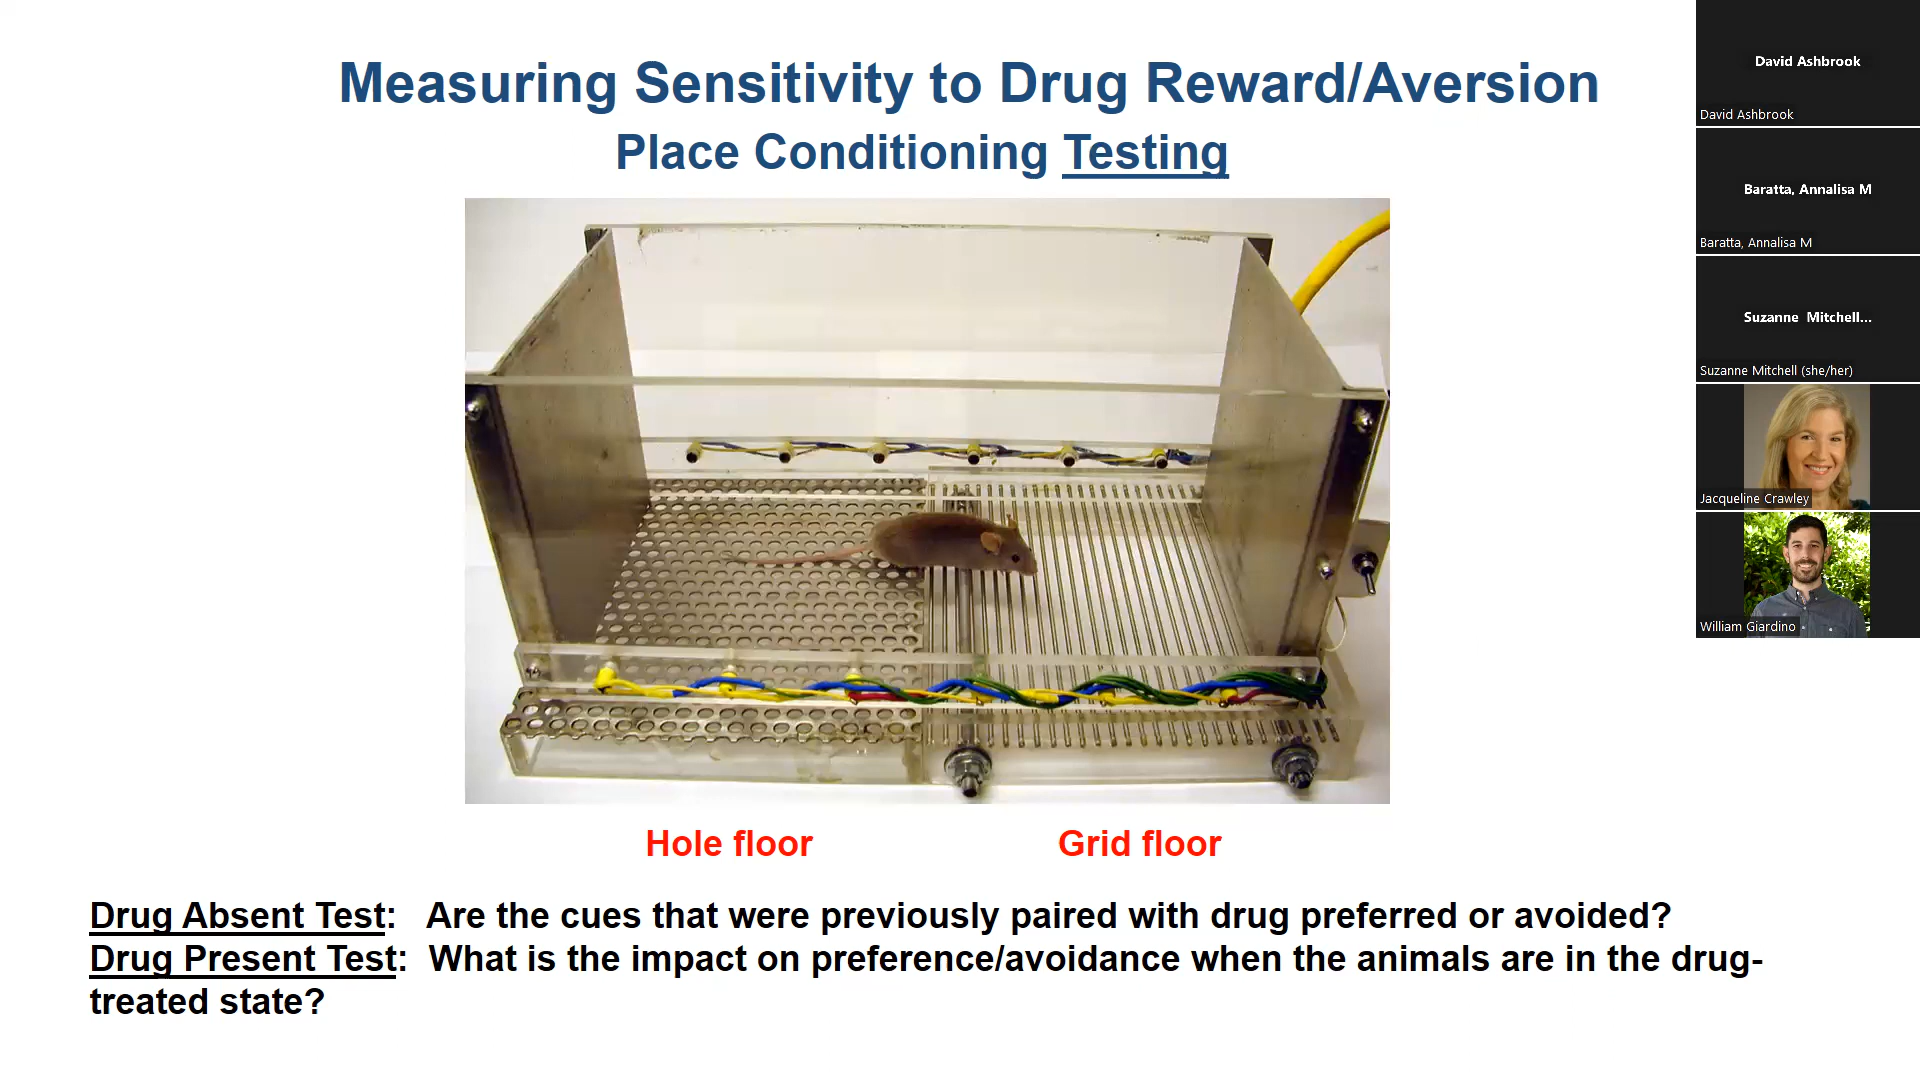 Measuring Sensitivity to Drug Reward/Aversion
Place Conditioning Testing
Hole floor
Grid floor
Drug Absent Test: Are the cues that were previously paired with drug preferred or avoided?
Drug Present Test: What is the impact on preference/avoidance when the animals are in the drug-
treated state?
David Ashbrook
David Ashbrook
Baratta, Annalisa M
Baratta, Annalisa M
Suzanne Mitchell...
Suzanne Mitchell (she/her)
Jacqueline Crawley
William Giardino